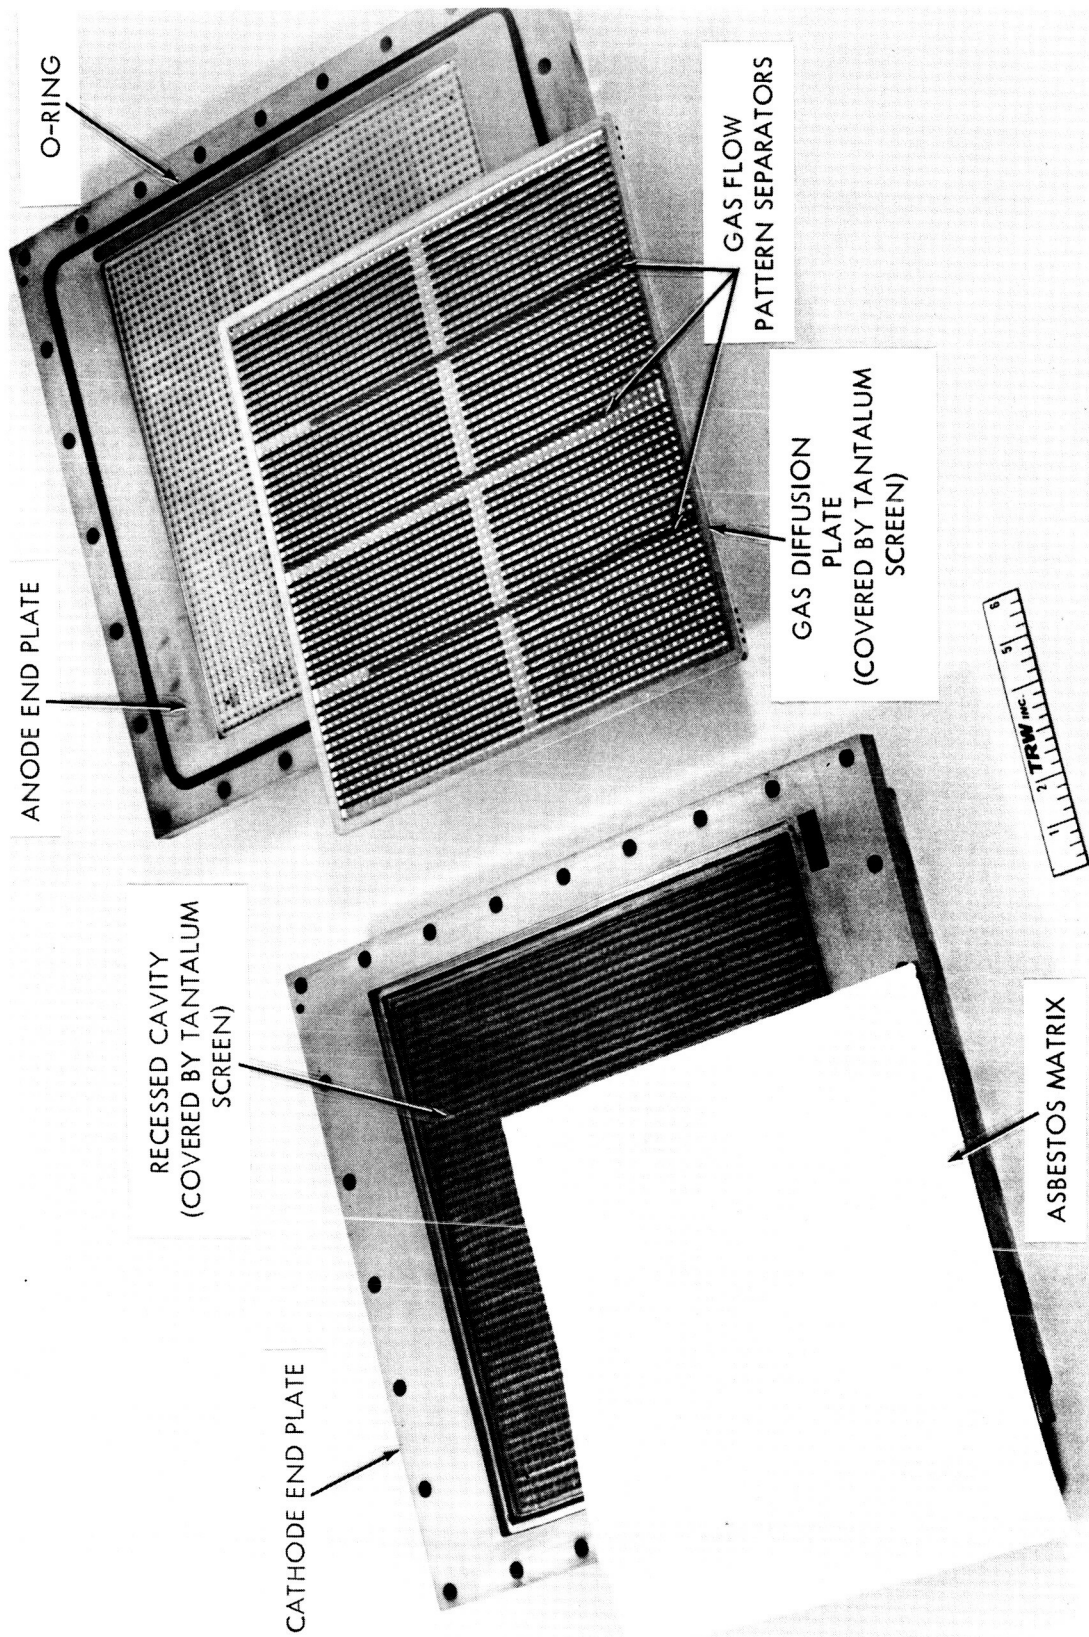 CATHODE END PLATE
RECESSED CAVITY
(COVERED BY TANTALUM
SCREEN)
ANODE END PLATE
O-RING
ASBESTOS MATRIX
GAS DIFFUSION
PLATE
(COVERED BY TANTALUM
SCREEN)
GAS FLOW
PATTERN SEPARATORS
1 2 TRW INC. 5 6